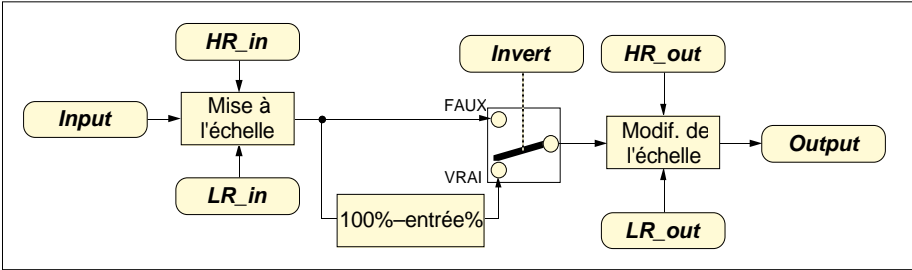 HR_in
Invert
HR_out
Input
Mise à
l'échelle
FAUX
Modif. de
l'échelle
Output
VRAI
LR_in
100%–entrée%
LR_out